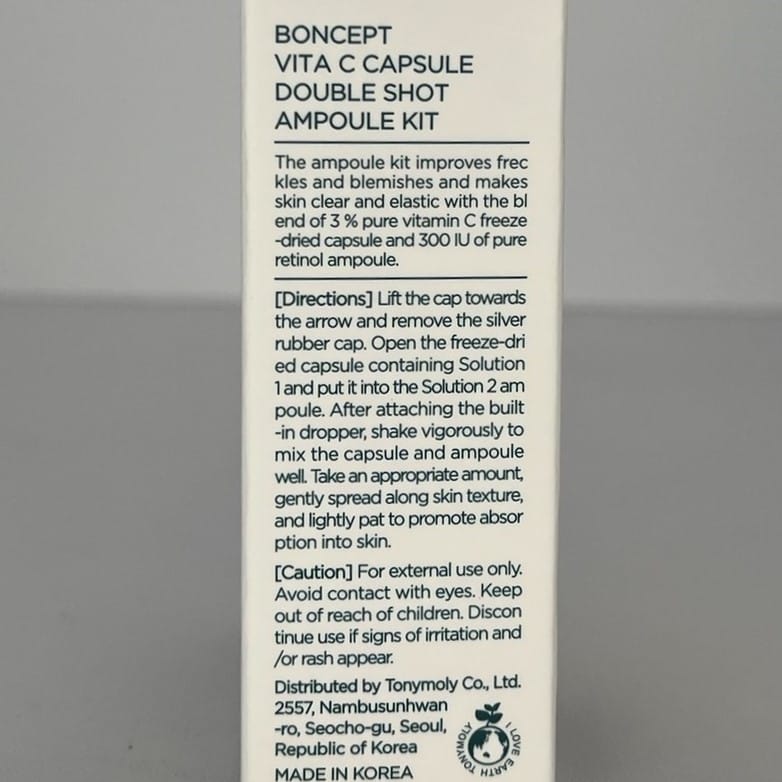 BONCEPT
VITA C CAPSULE
DOUBLE SHOT
AMPOULE KIT
The ampoule kit improves frec
kles and blemishes and makes
skin clear and elastic with the bl
end of 3 % pure vitamin C freeze
-dried capsule and 300 IU of pure
retinol ampoule.
[Directions] Lift the cap towards
the arrow and remove the silver
rubber cap. Open the freeze-dri
ed capsule containing Solution
1 and put it into the Solution 2 am
poule. After attaching the built
-in dropper, shake vigorously to
mix the capsule and ampoule
well. Take an appropriate amount,
gently spread along skin texture,
and lightly pat to promote absor
ption into skin.
[Caution] For external use only.
Avoid contact with eyes. Keep
out of reach of children. Discon
tinue use if signs of irritation and
/or rash appear.
Distributed by Tonymoly Co., Ltd.
2557, Nambusunhwan
-ro, Seocho-gu, Seoul,
Republic of Korea
MADE IN KOREA
I LOVE EARTH TONYMOLY